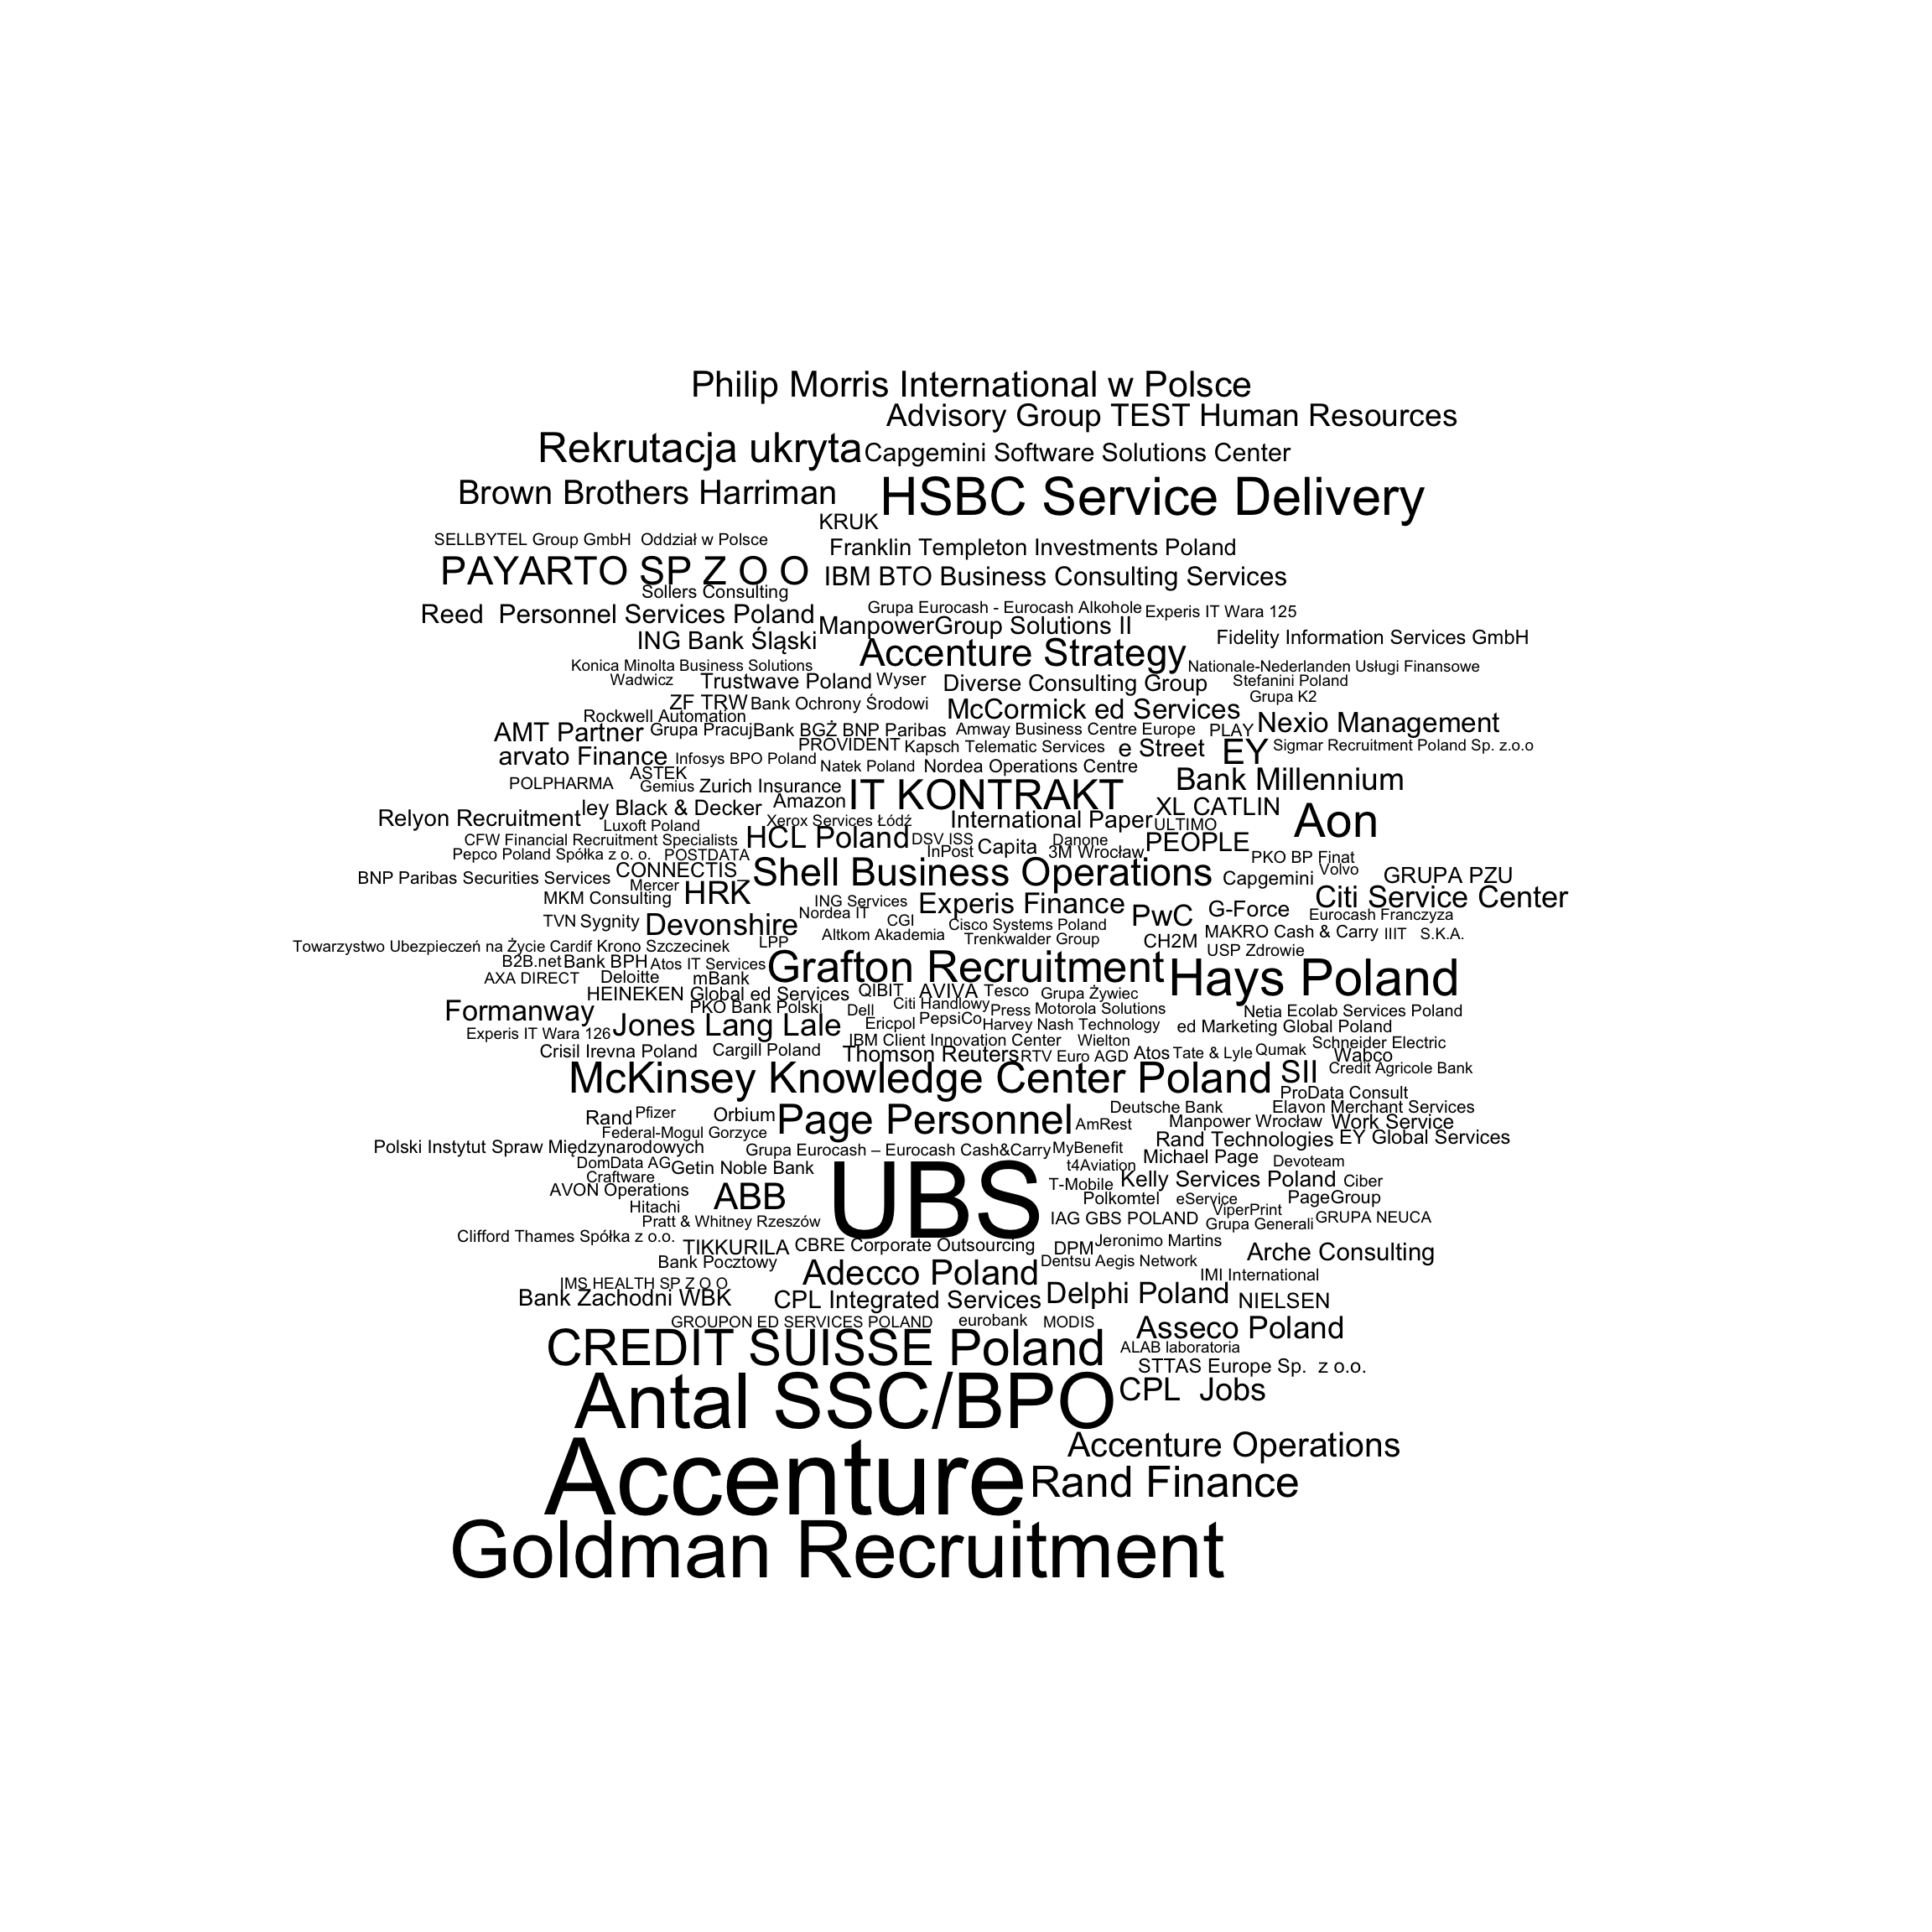 Philip Morris International w Polsce
Advisory Group TEST Human Resources
Rekrutacja ukryta Capgemini Software Solutions Center
Brown Brothers Harriman HSBC Service Delivery
KRUK
SELLBYTEL Group GmbH Oddział w Polsce Franklin Templeton Investments Poland
PAYARTO SP Z O O IBM BTO Business Consulting Services
Sollers Consulting
Reed Personnel Services Poland Grupa Eurocash - Eurocash Alkohole Experis IT Wara 125
ManpowerGroup Solutions II
ING Bank Śląski Fidelity Information Services GmbH
Accenture Strategy
Konica Minolta Business Solutions Nationale-Nederlanden Usługi Finansowe
Wadwicz Trustwave Poland Wyser Diverse Consulting Group Stefanini Poland
Grupa K2
ZF TRW Bank Ochrony Środowi McCormick ed Services
Rockwell Automation
AMT Partner Grupa Pracuj Bank BGŻ BNP Paribas Amway Business Centre Europe PLAY Nexio Management
PROVIDENT Kapsch Telematic Services e Street EY Sigmar Recruitment Poland Sp. z.o.o
arvato Finance Infosys BPO Poland Natek Poland Nordea Operations Centre
ASTEK
POLPHARMA Gemius Zurich Insurance Bank Millennium
IT KONTRAKT
ley Black & Decker Amazon XL CATLIN
Relyon Recruitment Luxoft Poland Xerox Services Łódź International Paper ULTIMO Aon
CFW Financial Recruitment Specialists HCL Poland DSV ISS Danone PEOPLE
Pepco Poland Spółka z o. o. POSTDATA InPost Capita 3M Wrocław PKO BP Finat
BNP Paribas Securities Services CONNECTIS_ Shell Business Operations Capgemini Volvo GRUPA PZU
Mercer
MKM Consulting HRK Citi Service Center
ING Services Experis Finance PwC G-Force
TVN Sygnity Devonshire Nordea IT CGI Cisco Systems Poland Eurocash Franczyza
Altkom Akademia Trenkwalder Group MAKRO Cash & Carry IIIT S.K.A.
Towarzystwo Ubezpieczeń na Życie Cardif Krono Szczecinek LPP CH2M USP Zdrowie
B2B.net Bank BPH Atos IT Services Grafton Recruitment Hays Poland
AXA DIRECT Deloitte mBank
HEINEKEN Global ed Services QIBIT AVIVA Tesco Grupa Żywiec
Formanway PKO Bank Polski Dell Citi Handlowy Press Motorola Solutions Netia Ecolab Services Poland
Experis IT Wara 126 Jones Lang Lale Ericpol PepsiCo Harvey Nash Technology ed Marketing Global Poland
IBM Client Innovation Center Wielton Schneider Electric
Crisil Irevna Poland Cargill Poland Thomson Reuters RTV Euro AGD Atos Tate & Lyle Qumak Wabco
McKinsey Knowledge Center Poland SII Credit Agricole Bank
ProData Consult
Rand Pfizer Orbium Page Personnel Deutsche Bank Elavon Merchant Services
AmRest Manpower Wrocław Work Service
Federal-Mogul Gorzyce Rand Technologies EY Global Services
Polski Instytut Spraw Międzynarodowych Grupa Eurocash – Eurocash Cash&Carry MyBenefit
DomData AG Getin Noble Bank t4Aviation Michael Page Devoteam
Craftware
UBS T-Mobile Kelly Services Poland Ciber
AVON Operations ABB Polkomtel eService PageGroup
Hitachi ViperPrint
Pratt & Whitney Rzeszów IAG GBS POLAND Grupa Generali GRUPA NEUCA
Clifford Thames Spółka z o.o. TIKKURILA CBRE Corporate Outsourcing DPM Jeronimo Martins Arche Consulting
Bank Pocztowy Dentsu Aegis Network
Adecco Poland IMI International
IMS HEALTH SP Z O O
Bank Zachodni WBK CPL Integrated Services Delphi Poland NIELSEN
GROUPON ED SERVICES POLAND eurobank MODIS Asseco Poland
CREDIT SUISSE Poland ALAB laboratoria
STTAS Europe Sp. z o.o.
Antal SSC/BPO CPL Jobs
Accenture Operations
Accenture Rand Finance
Goldman Recruitment